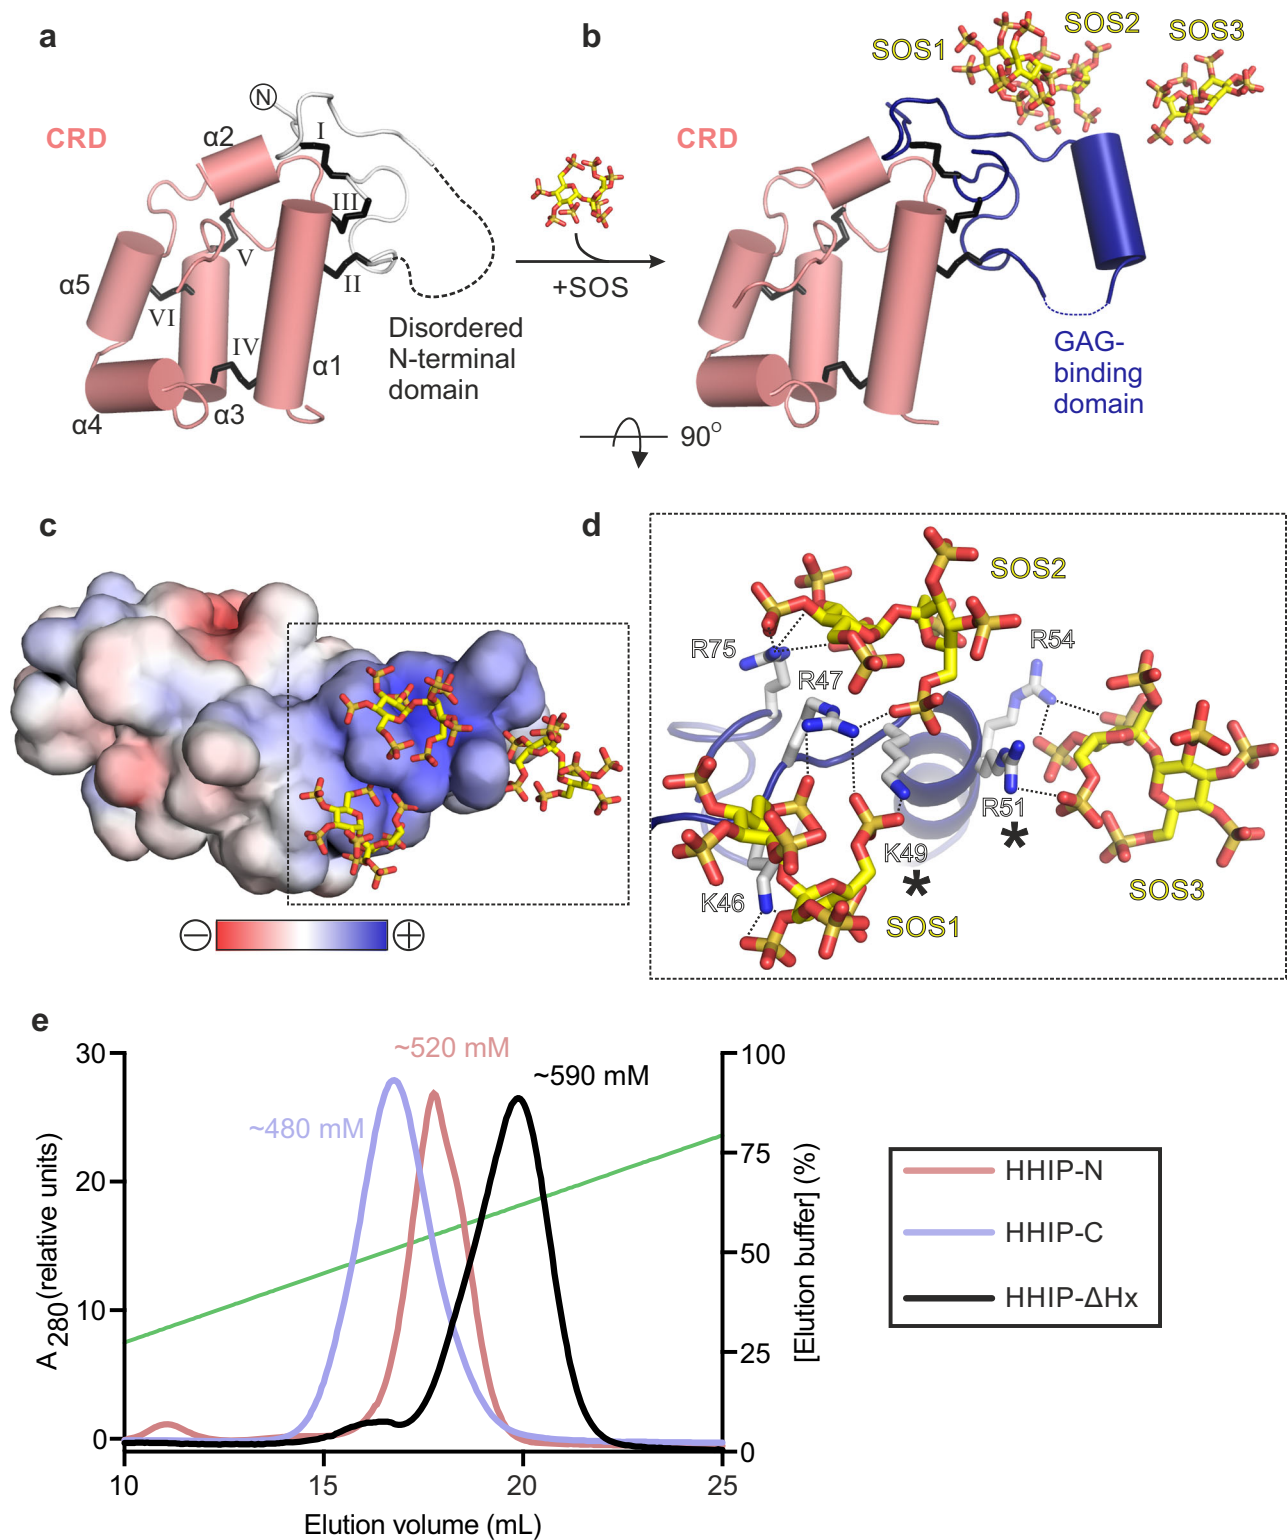 a
b
SOS1
SOS2
SOS3
N
I
CRD
α2
CRD
III
V
II
α5
+SOS
VI
IV
Disordered
N-terminal
domain
α1
GAG-
binding
domain
α4
α3
90°
c
d
SOS2
R75
R54
R47
R51
*
K49
*
K46
SOS1
SOS3
− +
e
30
20
10
0
A280(relative units)
~520 mM
~590 mM
~480 mM
100
75
50
25
0
[Elution buffer] (%)
10 15 20 25
Elution volume (mL)
HHIP-N
HHIP-C
HHIP-ΔHx